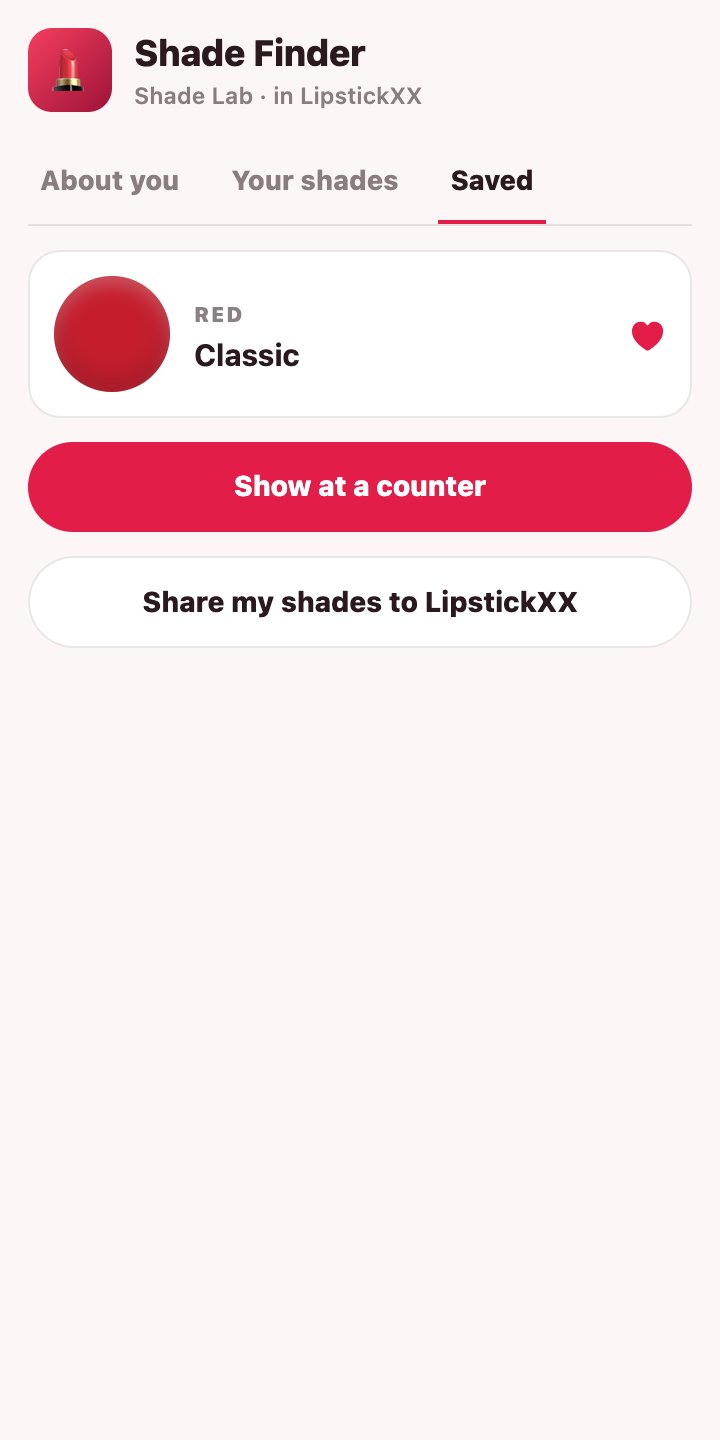 Shade Finder
Shade Lab · in LipstickXX
About you Your shades Saved
RED
Classic
Show at a counter
Share my shades to LipstickXX